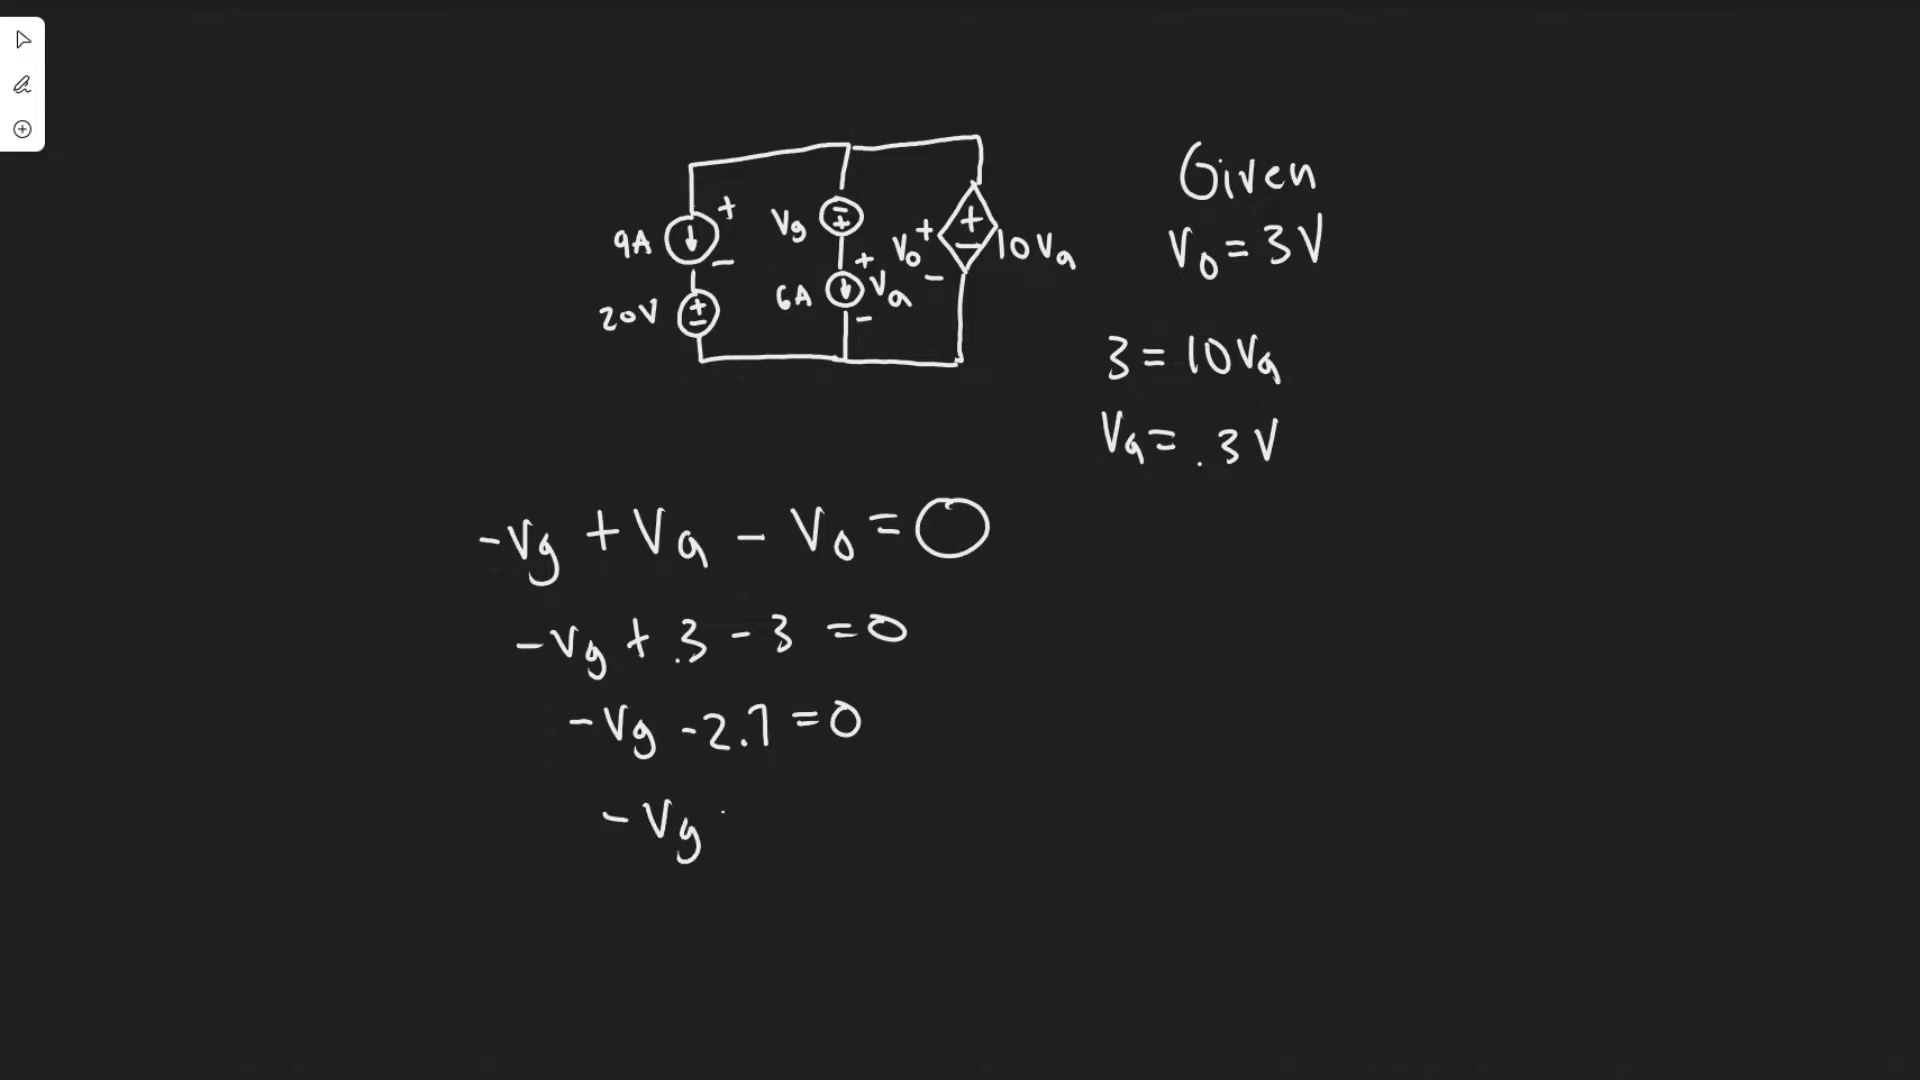 Given
V₀ = 3V
9A + -
20V + -
Vg - +
6A + Va -
V₀ + -
+ - 10Va
3 = 10Va
Va = .3V
-Vg + Va - V₀ = 0
-Vg + .3 - 3 = 0
-Vg - 2.7 = 0
-Vg